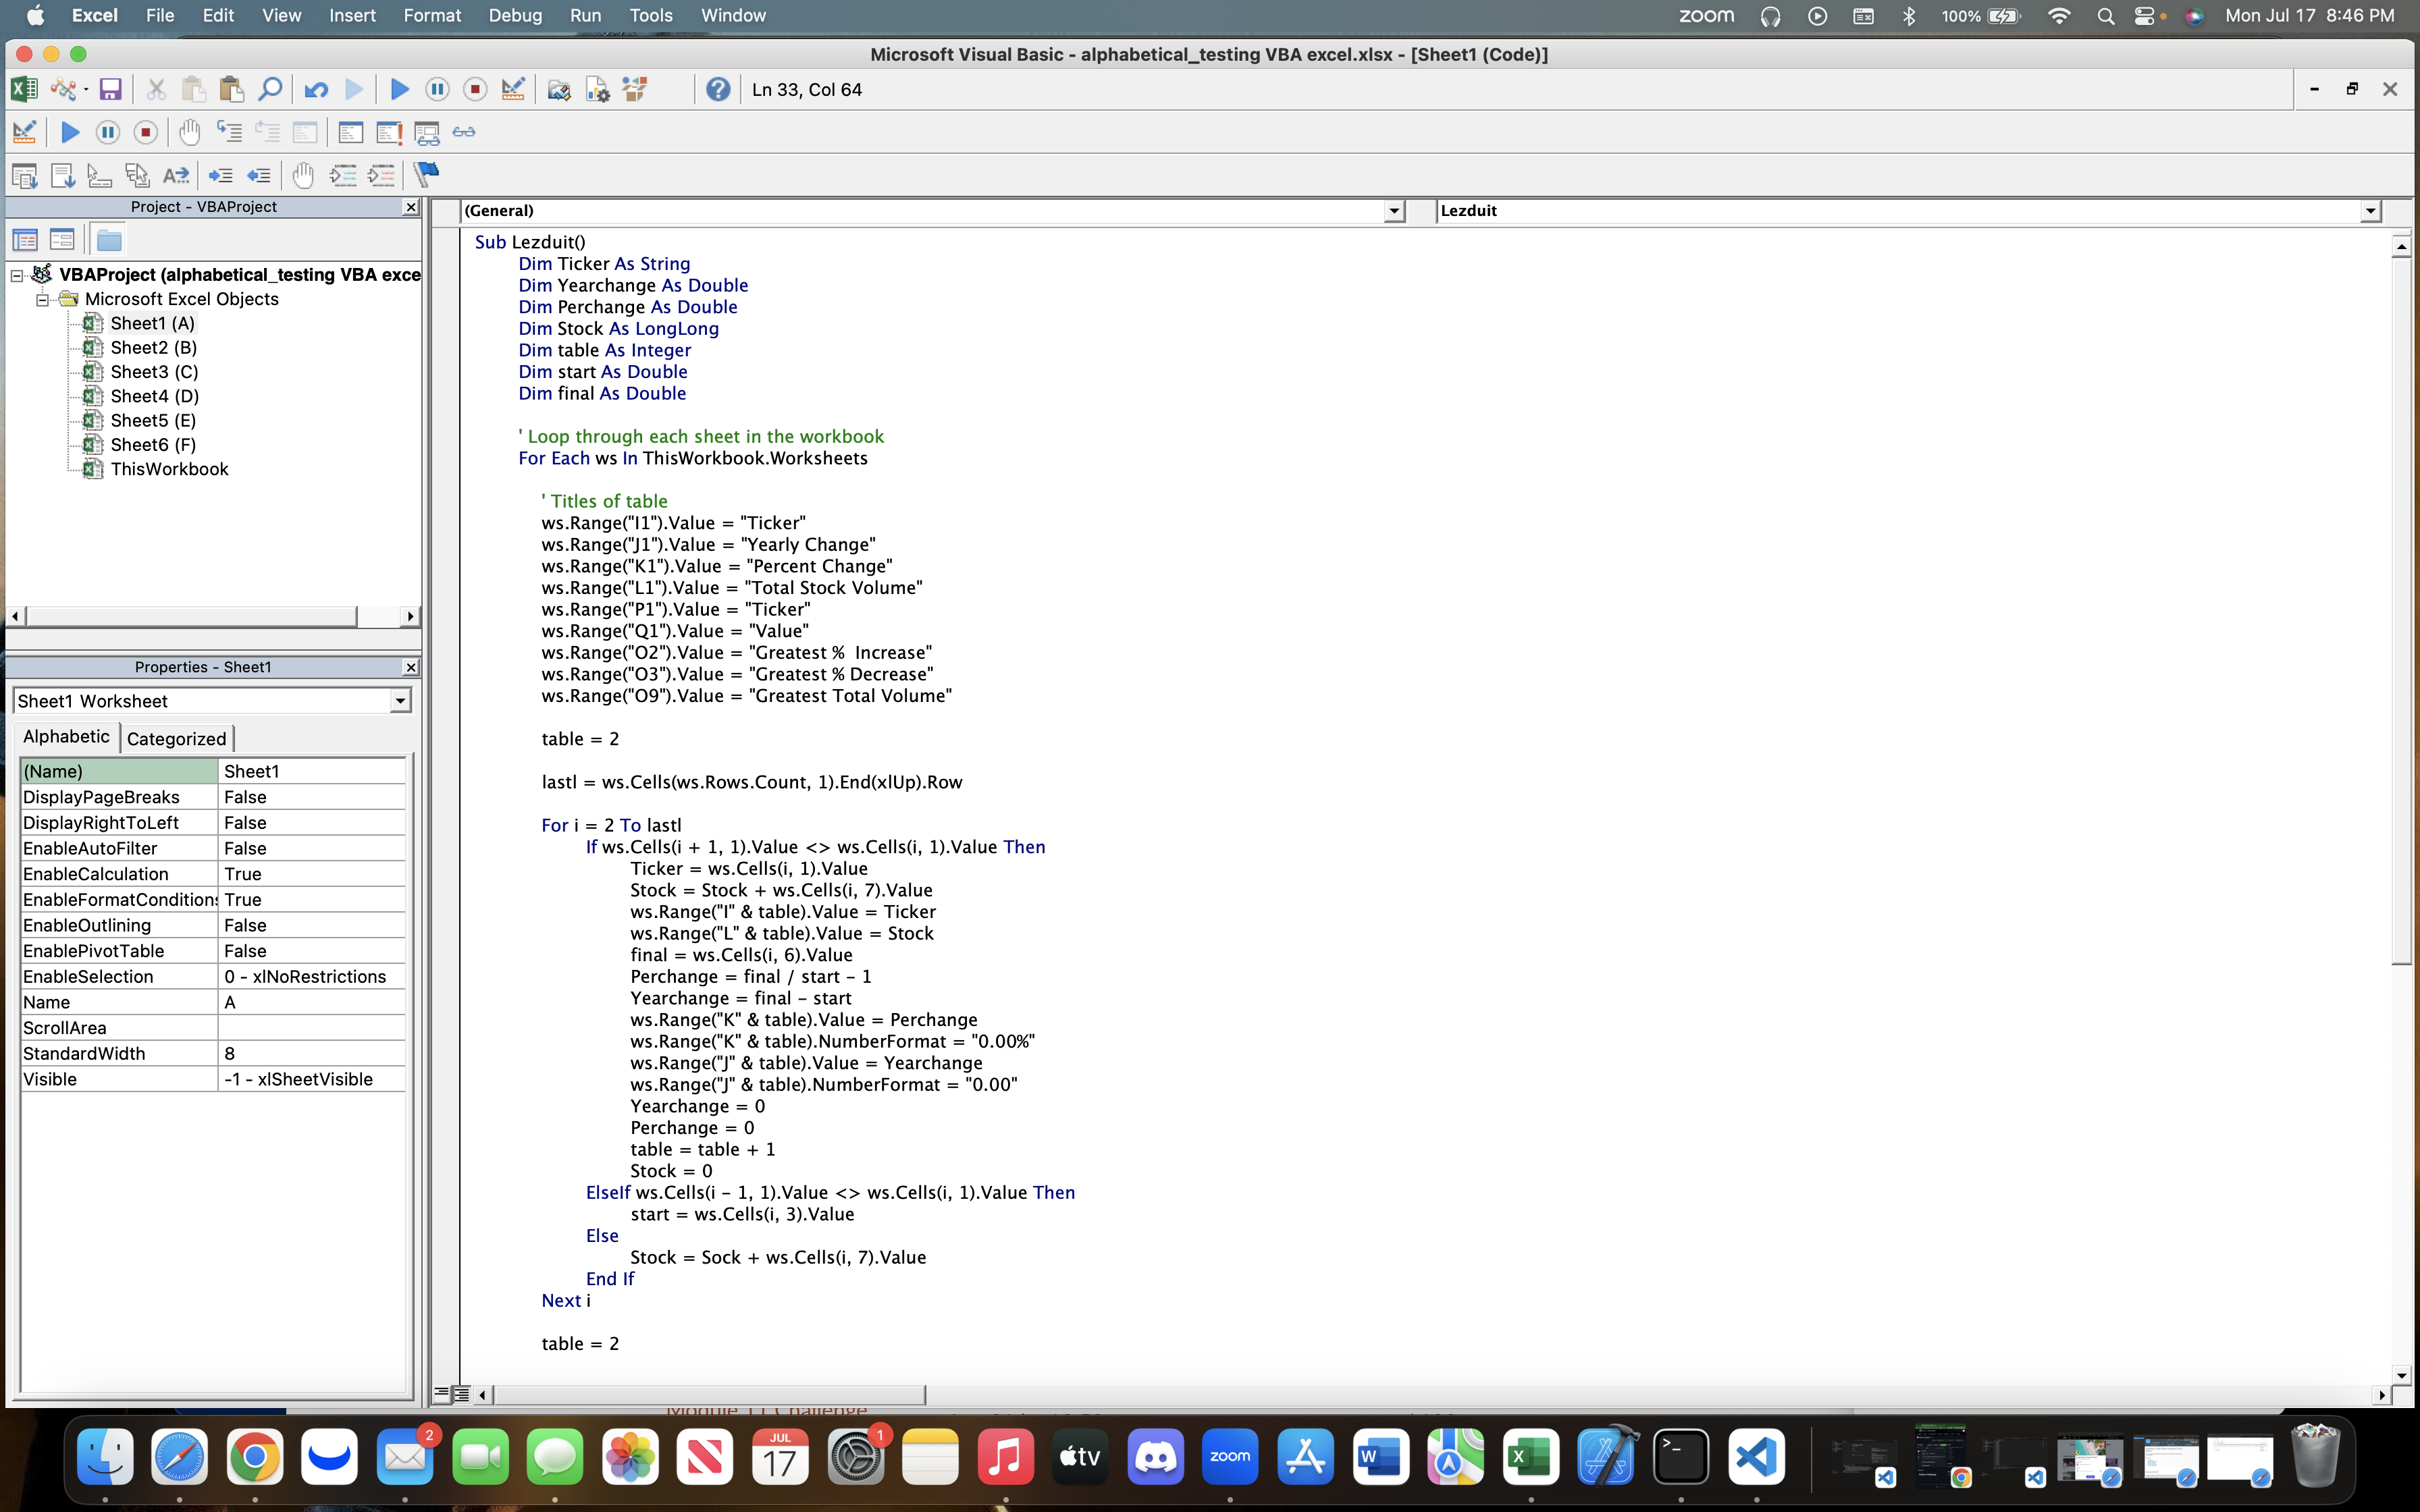 Excel File Edit View Insert Format Debug Run Tools Window zoom 100% Mon Jul 17 8:46 PM
Microsoft Visual Basic - alphabetical_testing VBA excel.xlsx - [Sheet1 (Code)]
Ln 33, Col 64
Project - VBAProject
VBAProject (alphabetical_testing VBA exce
Microsoft Excel Objects
Sheet1 (A)
Sheet2 (B)
Sheet3 (C)
Sheet4 (D)
Sheet5 (E)
Sheet6 (F)
ThisWorkbook
Properties - Sheet1
Sheet1 Worksheet
Alphabetic Categorized
(Name) Sheet1
DisplayPageBreaks False
DisplayRightToLeft False
EnableAutoFilter False
EnableCalculation True
EnableFormatConditions True
EnableOutlining False
EnablePivotTable False
EnableSelection 0 - xlNoRestrictions
Name A
ScrollArea
StandardWidth 8
Visible -1 - xlSheetVisible
(General) Lezduit
Sub Lezduit()
Dim Ticker As String
Dim Yearchange As Double
Dim Perchange As Double
Dim Stock As LongLong
Dim table As Integer
Dim start As Double
Dim final As Double
' Loop through each sheet in the workbook
For Each ws In ThisWorkbook.Worksheets
' Titles of table
ws.Range("I1").Value = "Ticker"
ws.Range("J1").Value = "Yearly Change"
ws.Range("K1").Value = "Percent Change"
ws.Range("L1").Value = "Total Stock Volume"
ws.Range("P1").Value = "Ticker"
ws.Range("Q1").Value = "Value"
ws.Range("O2").Value = "Greatest %  Increase"
ws.Range("O3").Value = "Greatest % Decrease"
ws.Range("O9").Value = "Greatest Total Volume"
table = 2
lastl = ws.Cells(ws.Rows.Count, 1).End(xlUp).Row
For i = 2 To lastl
If ws.Cells(i + 1, 1).Value <> ws.Cells(i, 1).Value Then
Ticker = ws.Cells(i, 1).Value
Stock = Stock + ws.Cells(i, 7).Value
ws.Range("I" & table).Value = Ticker
ws.Range("L" & table).Value = Stock
final = ws.Cells(i, 6).Value
Perchange = final / start - 1
Yearchange = final - start
ws.Range("K" & table).Value = Perchange
ws.Range("K" & table).NumberFormat = "0.00%"
ws.Range("J" & table).Value = Yearchange
ws.Range("J" & table).NumberFormat = "0.00"
Yearchange = 0
Perchange = 0
table = table + 1
Stock = 0
ElseIf ws.Cells(i - 1, 1).Value <> ws.Cells(i, 1).Value Then
start = ws.Cells(i, 3).Value
Else
Stock = Sock + ws.Cells(i, 7).Value
End If
Next i
table = 2
Module 11 Challenge
2 JUL 17 1 tv zoom